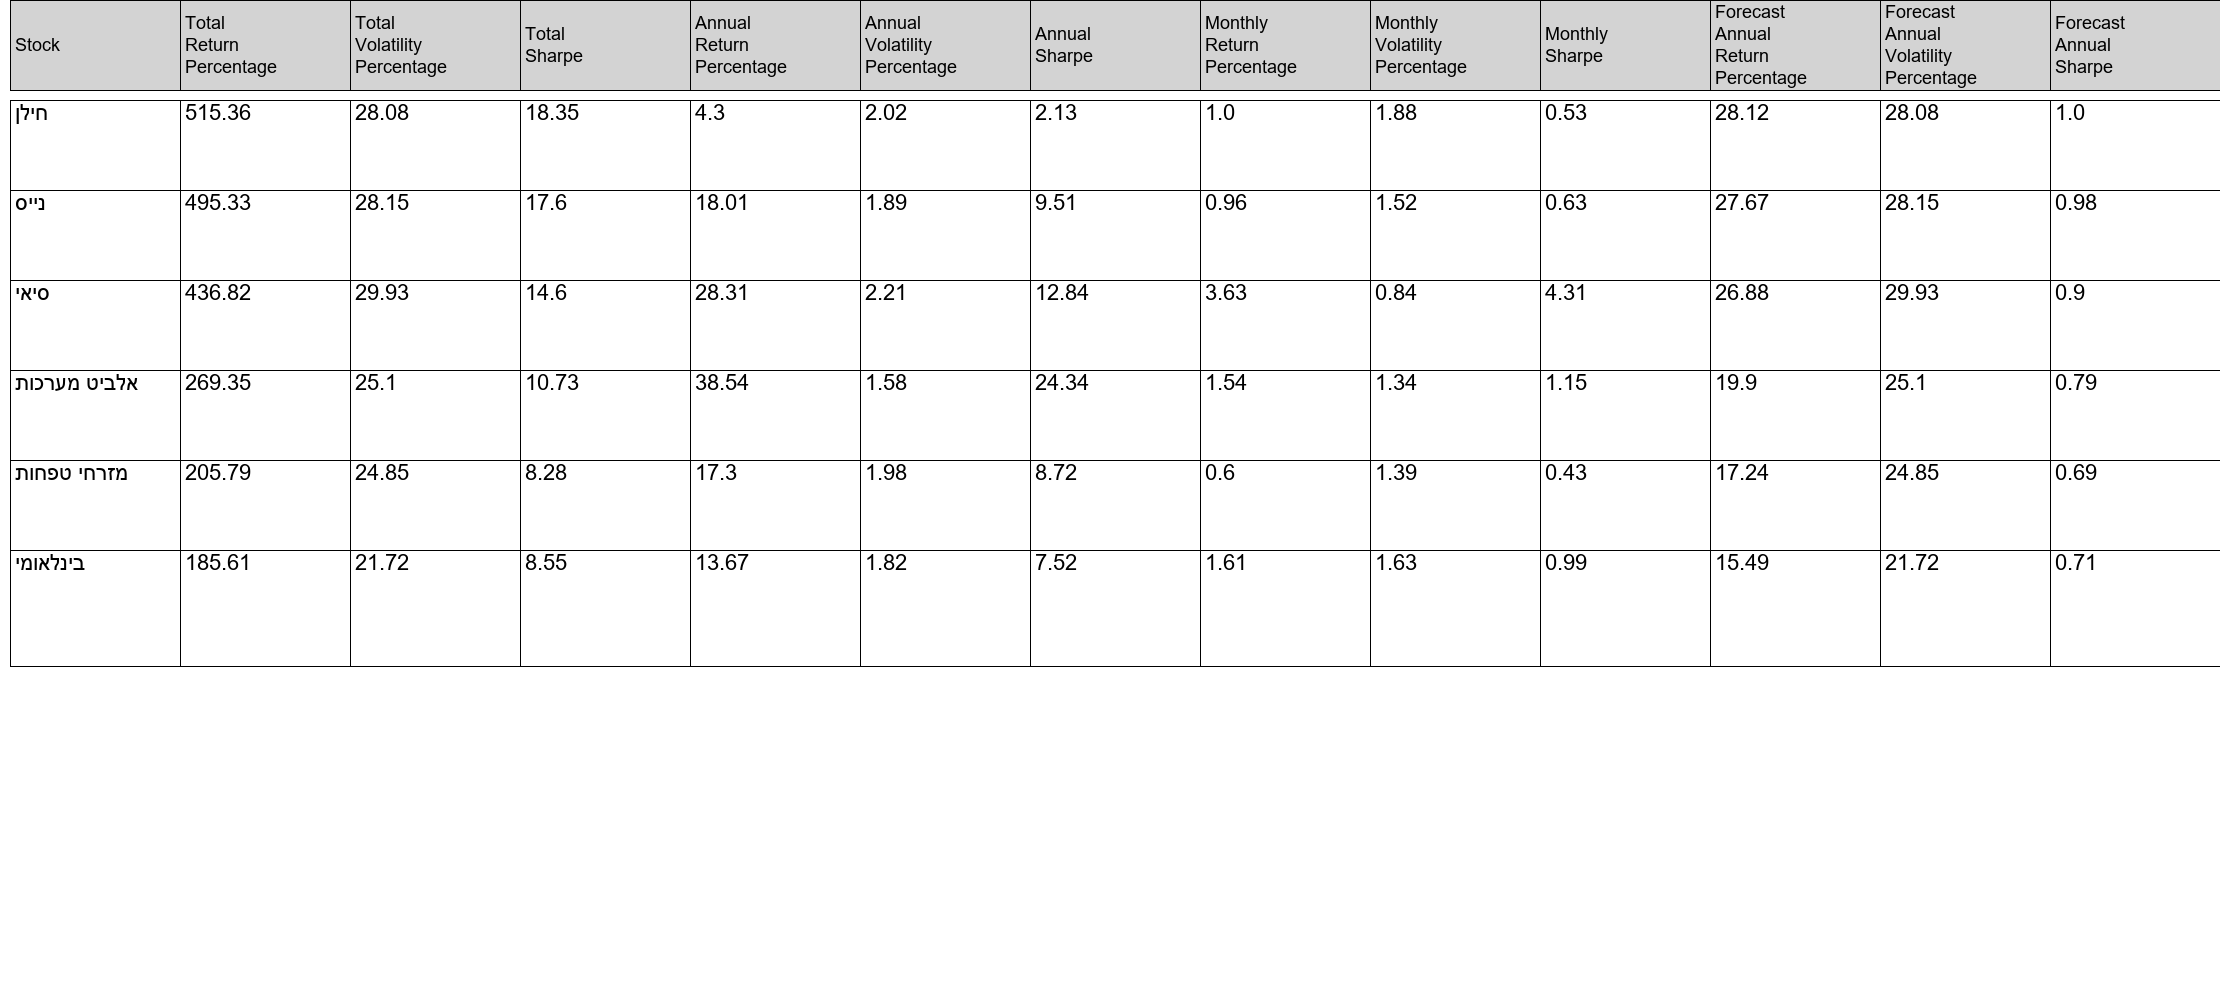 Stock Total Return Percentage Total Volatility Percentage Total Sharpe Annual Return Percentage Annual Volatility Percentage Annual Sharpe Monthly Return Percentage Monthly Volatility Percentage Monthly Sharpe Forecast Annual Return Percentage Forecast Annual Volatility Percentage Forecast Annual Sharpe
חילן 515.36 28.08 18.35 4.3 2.02 2.13 1.0 1.88 0.53 28.12 28.08 1.0
נייס 495.33 28.15 17.6 18.01 1.89 9.51 0.96 1.52 0.63 27.67 28.15 0.98
סיאי 436.82 29.93 14.6 28.31 2.21 12.84 3.63 0.84 4.31 26.88 29.93 0.9
אלביט מערכות 269.35 25.1 10.73 38.54 1.58 24.34 1.54 1.34 1.15 19.9 25.1 0.79
מזרחי טפחות 205.79 24.85 8.28 17.3 1.98 8.72 0.6 1.39 0.43 17.24 24.85 0.69
בינלאומי 185.61 21.72 8.55 13.67 1.82 7.52 1.61 1.63 0.99 15.49 21.72 0.71